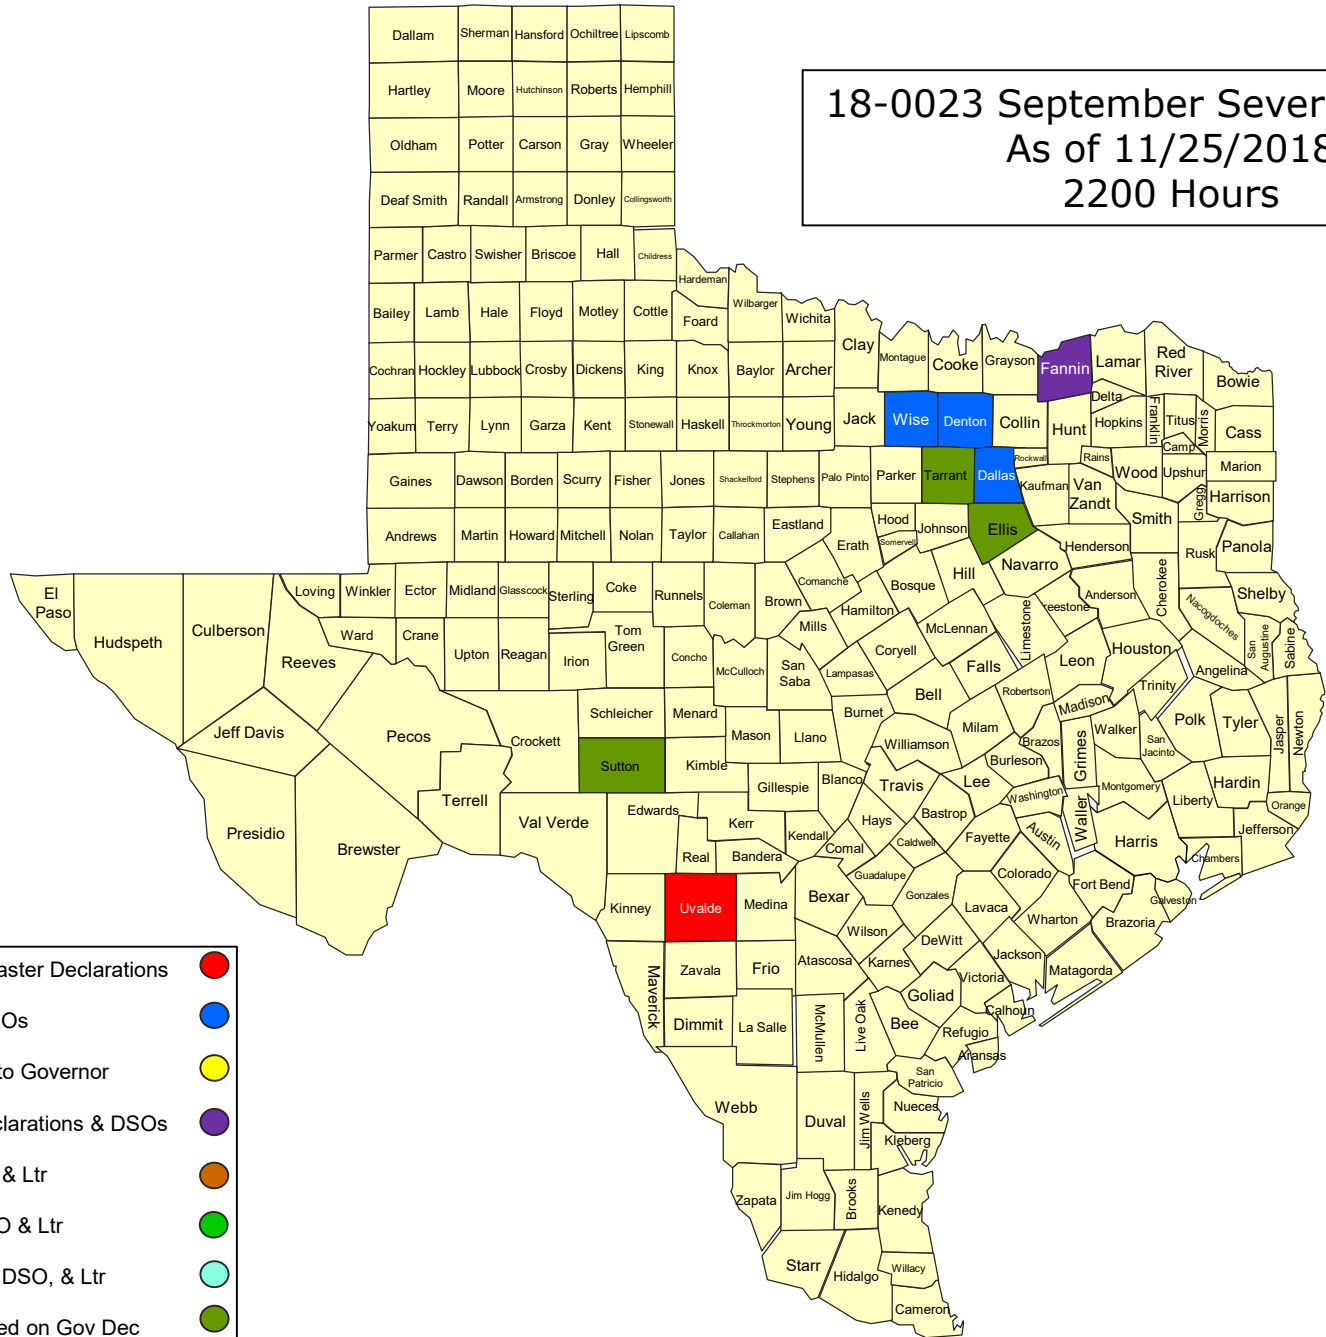 Dallam Sherman Hansford Ochiltree Lipscomb
Hartley Moore Hutchinson Roberts Hemphill
18-0023 September Sever
As of 11/25/2018
2200 Hours
Oldham Potter Carson Gray Wheeler
Deaf Smith Randall Armstrong Donley Collingsworth
Parmer Castro Swisher Briscoe Hall Childress
Hardeman
Bailey Lamb Hale Floyd Motley Cottle Foard Wilbarger Wichita
Clay Montague Cooke Grayson Fannin Lamar Red River Bowie
Cochran Hockley Lubbock Crosby Dickens King Knox Baylor Archer
Delta
Yoakum Terry Lynn Garza Kent Stonewall Haskell Throckmorton Young Jack Wise Denton Collin Hunt Hopkins Franklin Titus Morris Cass
Camp
Gaines Dawson Borden Scurry Fisher Jones Shackelford Stephens Palo Pinto Parker Tarrant Dallas Rockwall Kaufman Rains Van Zandt Wood Upshur Gregg Marion
Harrison
Andrews Martin Howard Mitchell Nolan Taylor Callahan Eastland Erath Hood Somervell Johnson Ellis Henderson Smith Rusk Panola
El Paso Hudspeth Culberson Loving Winkler Ector Midland Glasscock Sterling Coke Runnels Coleman Brown Comanche Hamilton Bosque Hill Navarro Freestone Anderson Cherokee Nacogdoches Shelby
Reeves Ward Crane Upton Reagan Irion Tom Green Concho McCulloch San Saba Mills Lampasas Coryell McLennan Limestone Falls Leon Houston Angelina San Augustine Sabine
Jeff Davis Pecos Crockett Schleicher Menard Mason Llano Burnet Bell Milam Robertson Madison Trinity Walker Polk Tyler Jasper Newton
Sutton Kimble Gillespie Blanco Williamson Travis Lee Burleson Brazos Grimes San Jacinto Hardin
Presidio Brewster Terrell Val Verde Edwards Kerr Kendall Hays Bastrop Washington Waller Montgomery Liberty Orange
Real Bandera Comal Caldwell Fayette Austin Harris Jefferson Chambers
Kinney Uvalde Medina Bexar Guadalupe Gonzales Lavaca Colorado Fort Bend Galveston
Wharton Brazoria
Maverick Zavala Frio Atascosa Wilson Karnes DeWitt Victoria Jackson Matagorda
Dimmit La Salle McMullen Live Oak Bee Goliad Refugio Calhoun Aransas
San Patricio
Webb Duval Jim Wells Nueces
Kleberg
Zapata Jim Hogg Brooks Kenedy
Starr Hidalgo Willacy
Cameron
aster Declarations
Os
to Governor
clarations & DSOs
& Ltr
O & Ltr
DSO, & Ltr
ed on Gov Dec